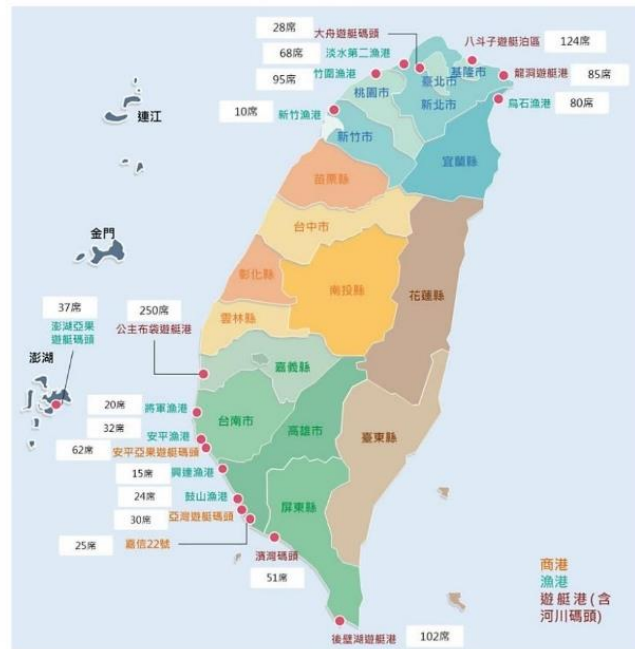 28席
大舟遊艇碼頭
68席
淡水第二漁港
95席
竹圍漁港
10席
新竹漁港
八斗子遊艇泊區
124席
龍洞遊艇港
85席
烏石漁港
80席
基隆市
臺北市
新北市
桃園市
新竹市
宜蘭縣
苗栗縣
台中市
彰化縣
南投縣
花蓮縣
雲林縣
嘉義縣
台南市
高雄市
臺東縣
屏東縣
連江
金門
澎湖
37席
澎湖亞果
遊艇碼頭
250席
公主布袋遊艇港
20席
將軍漁港
32席
安平漁港
62席
安平亞果遊艇碼頭
15席
興達漁港
24席
鼓山漁港
30席
亞灣遊艇碼頭
25席
嘉信22號
濱灣碼頭
51席
後壁湖遊艇港
102席
商港
漁港
遊艇港(含
河川碼頭)